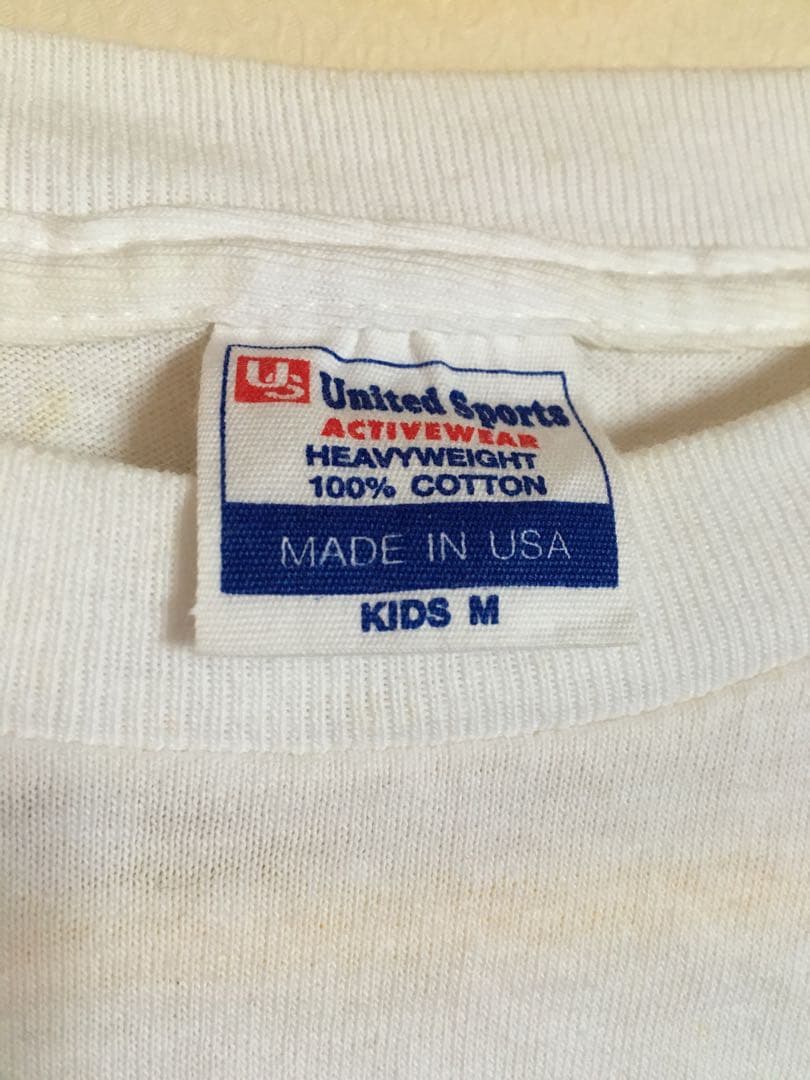 US United Sports
ACTIVEWEAR
HEAVYWEIGHT
100% COTTON
MADE IN USA
KIDS M